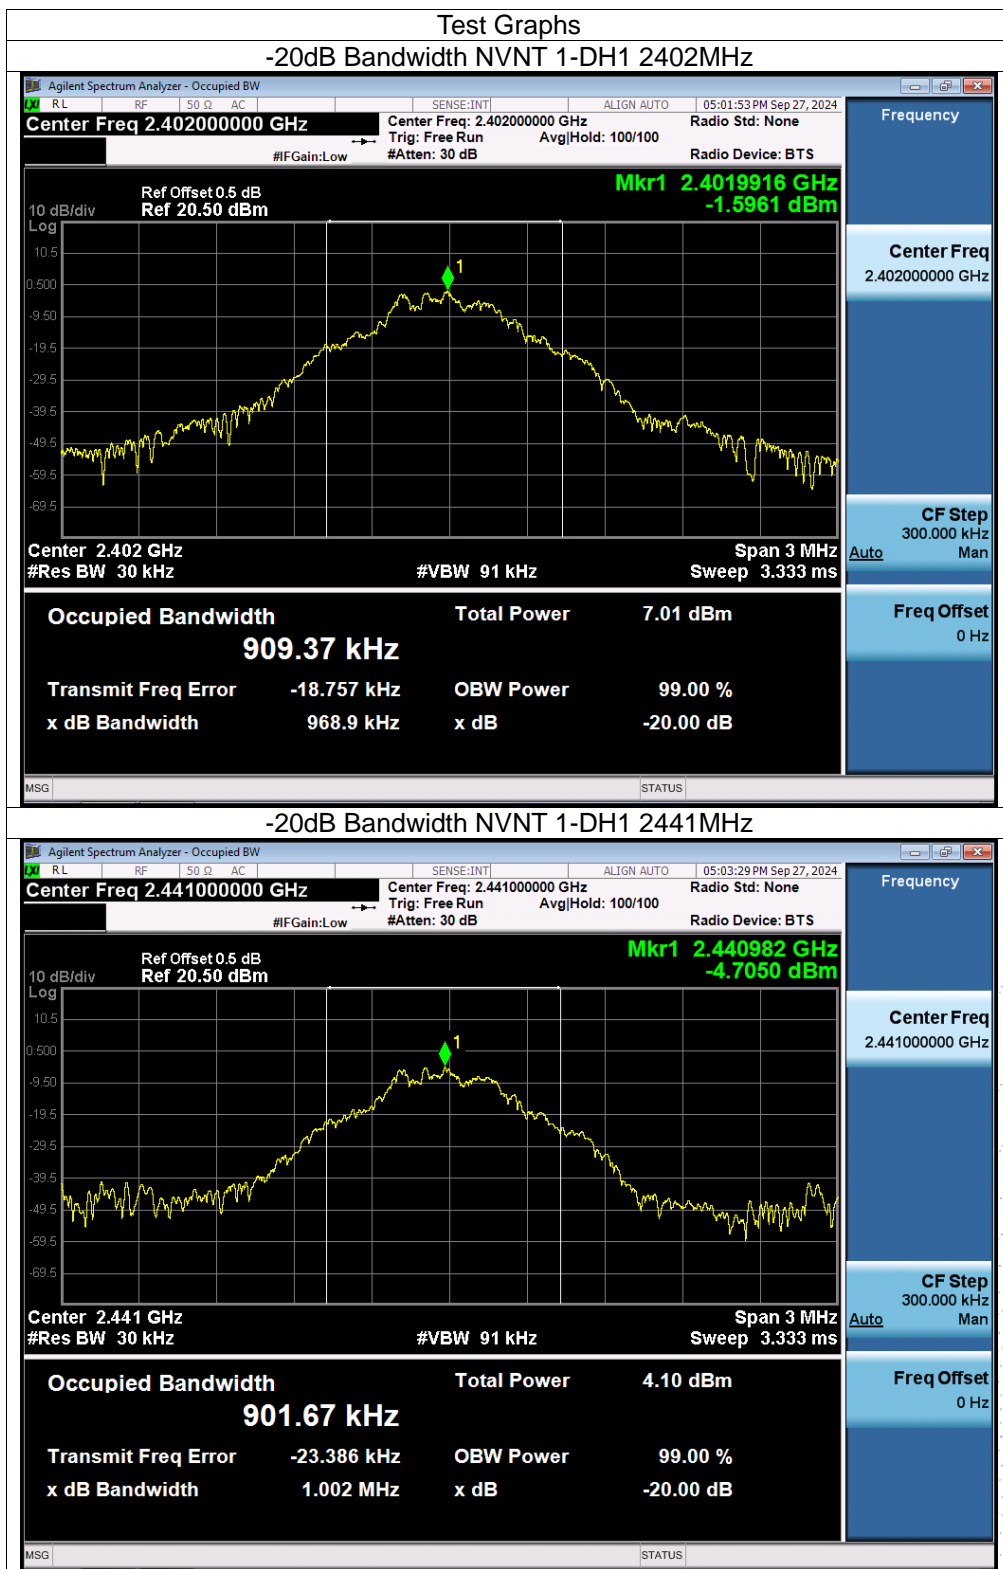 Test Graphs
-20dB Bandwidth NVNT 1-DH1 2402MHz
Agilent Spectrum Analyzer - Occupied BW
LXI RL RF 50 Ω AC SENSE:INT ALIGN AUTO 05:01:53 PM Sep 27, 2024
Center Freq 2.402000000 GHz Center Freq: 2.402000000 GHz Radio Std: None
Trig: Free Run Avg|Hold: 100/100
#IFGain:Low #Atten: 30 dB Radio Device: BTS
Frequency
Mkr1 2.4019916 GHz
-1.5961 dBm
Ref Offset 0.5 dB
10 dB/div Ref 20.50 dBm
Log
10.5
0.500
-9.50
-19.5
-29.5
-39.5
-49.5
-59.5
-69.5
1
Center Freq
2.402000000 GHz
CF Step
300.000 kHz
Auto Man
Center 2.402 GHz Span 3 MHz
#Res BW 30 kHz #VBW 91 kHz Sweep 3.333 ms
Freq Offset
0 Hz
Occupied Bandwidth Total Power 7.01 dBm
909.37 kHz
Transmit Freq Error -18.757 kHz OBW Power 99.00 %
x dB Bandwidth 968.9 kHz x dB -20.00 dB
MSG STATUS
-20dB Bandwidth NVNT 1-DH1 2441MHz
Agilent Spectrum Analyzer - Occupied BW
LXI RL RF 50 Ω AC SENSE:INT ALIGN AUTO 05:03:29 PM Sep 27, 2024
Center Freq 2.441000000 GHz Center Freq: 2.441000000 GHz Radio Std: None
Trig: Free Run Avg|Hold: 100/100
#IFGain:Low #Atten: 30 dB Radio Device: BTS
Frequency
Mkr1 2.440982 GHz
-4.7050 dBm
Ref Offset 0.5 dB
10 dB/div Ref 20.50 dBm
Log
10.5
0.500
-9.50
-19.5
-29.5
-39.5
-49.5
-59.5
-69.5
1
Center Freq
2.441000000 GHz
CF Step
300.000 kHz
Auto Man
Center 2.441 GHz Span 3 MHz
#Res BW 30 kHz #VBW 91 kHz Sweep 3.333 ms
Freq Offset
0 Hz
Occupied Bandwidth Total Power 4.10 dBm
901.67 kHz
Transmit Freq Error -23.386 kHz OBW Power 99.00 %
x dB Bandwidth 1.002 MHz x dB -20.00 dB
MSG STATUS